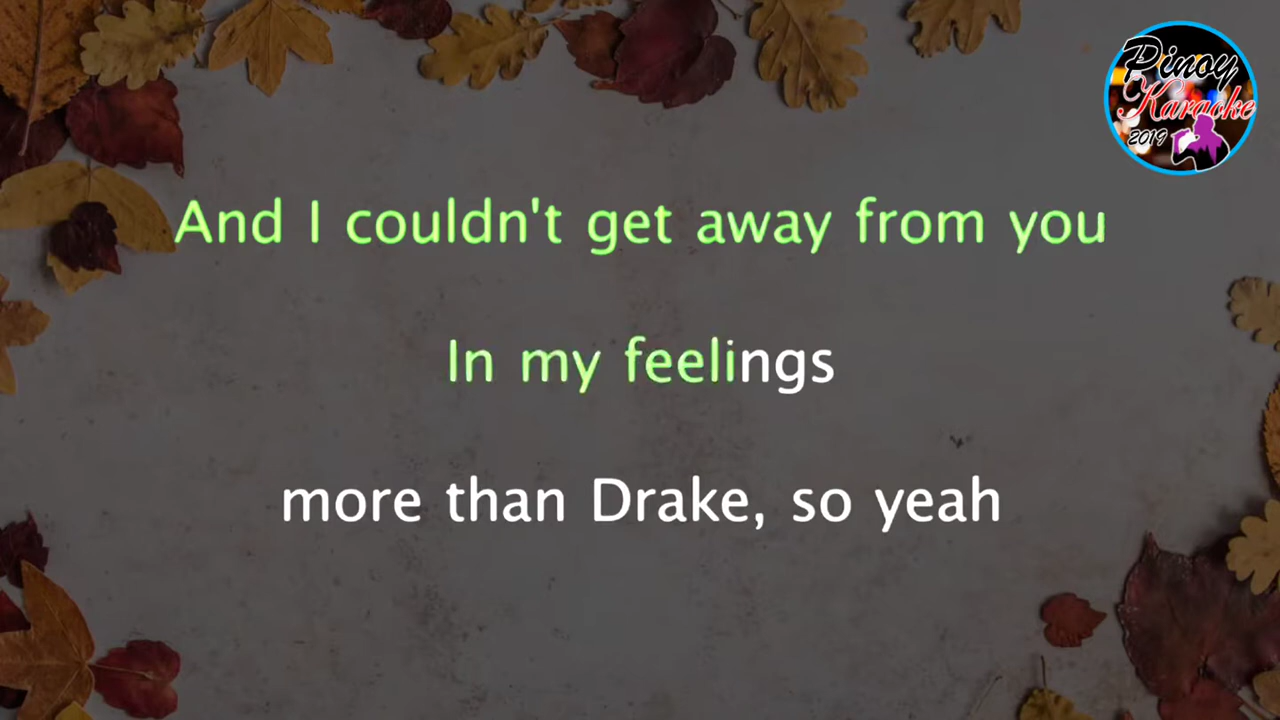 Pinoy
Karaoke
2019
And I couldn't get away from you
In my feelings
more than Drake, so yeah